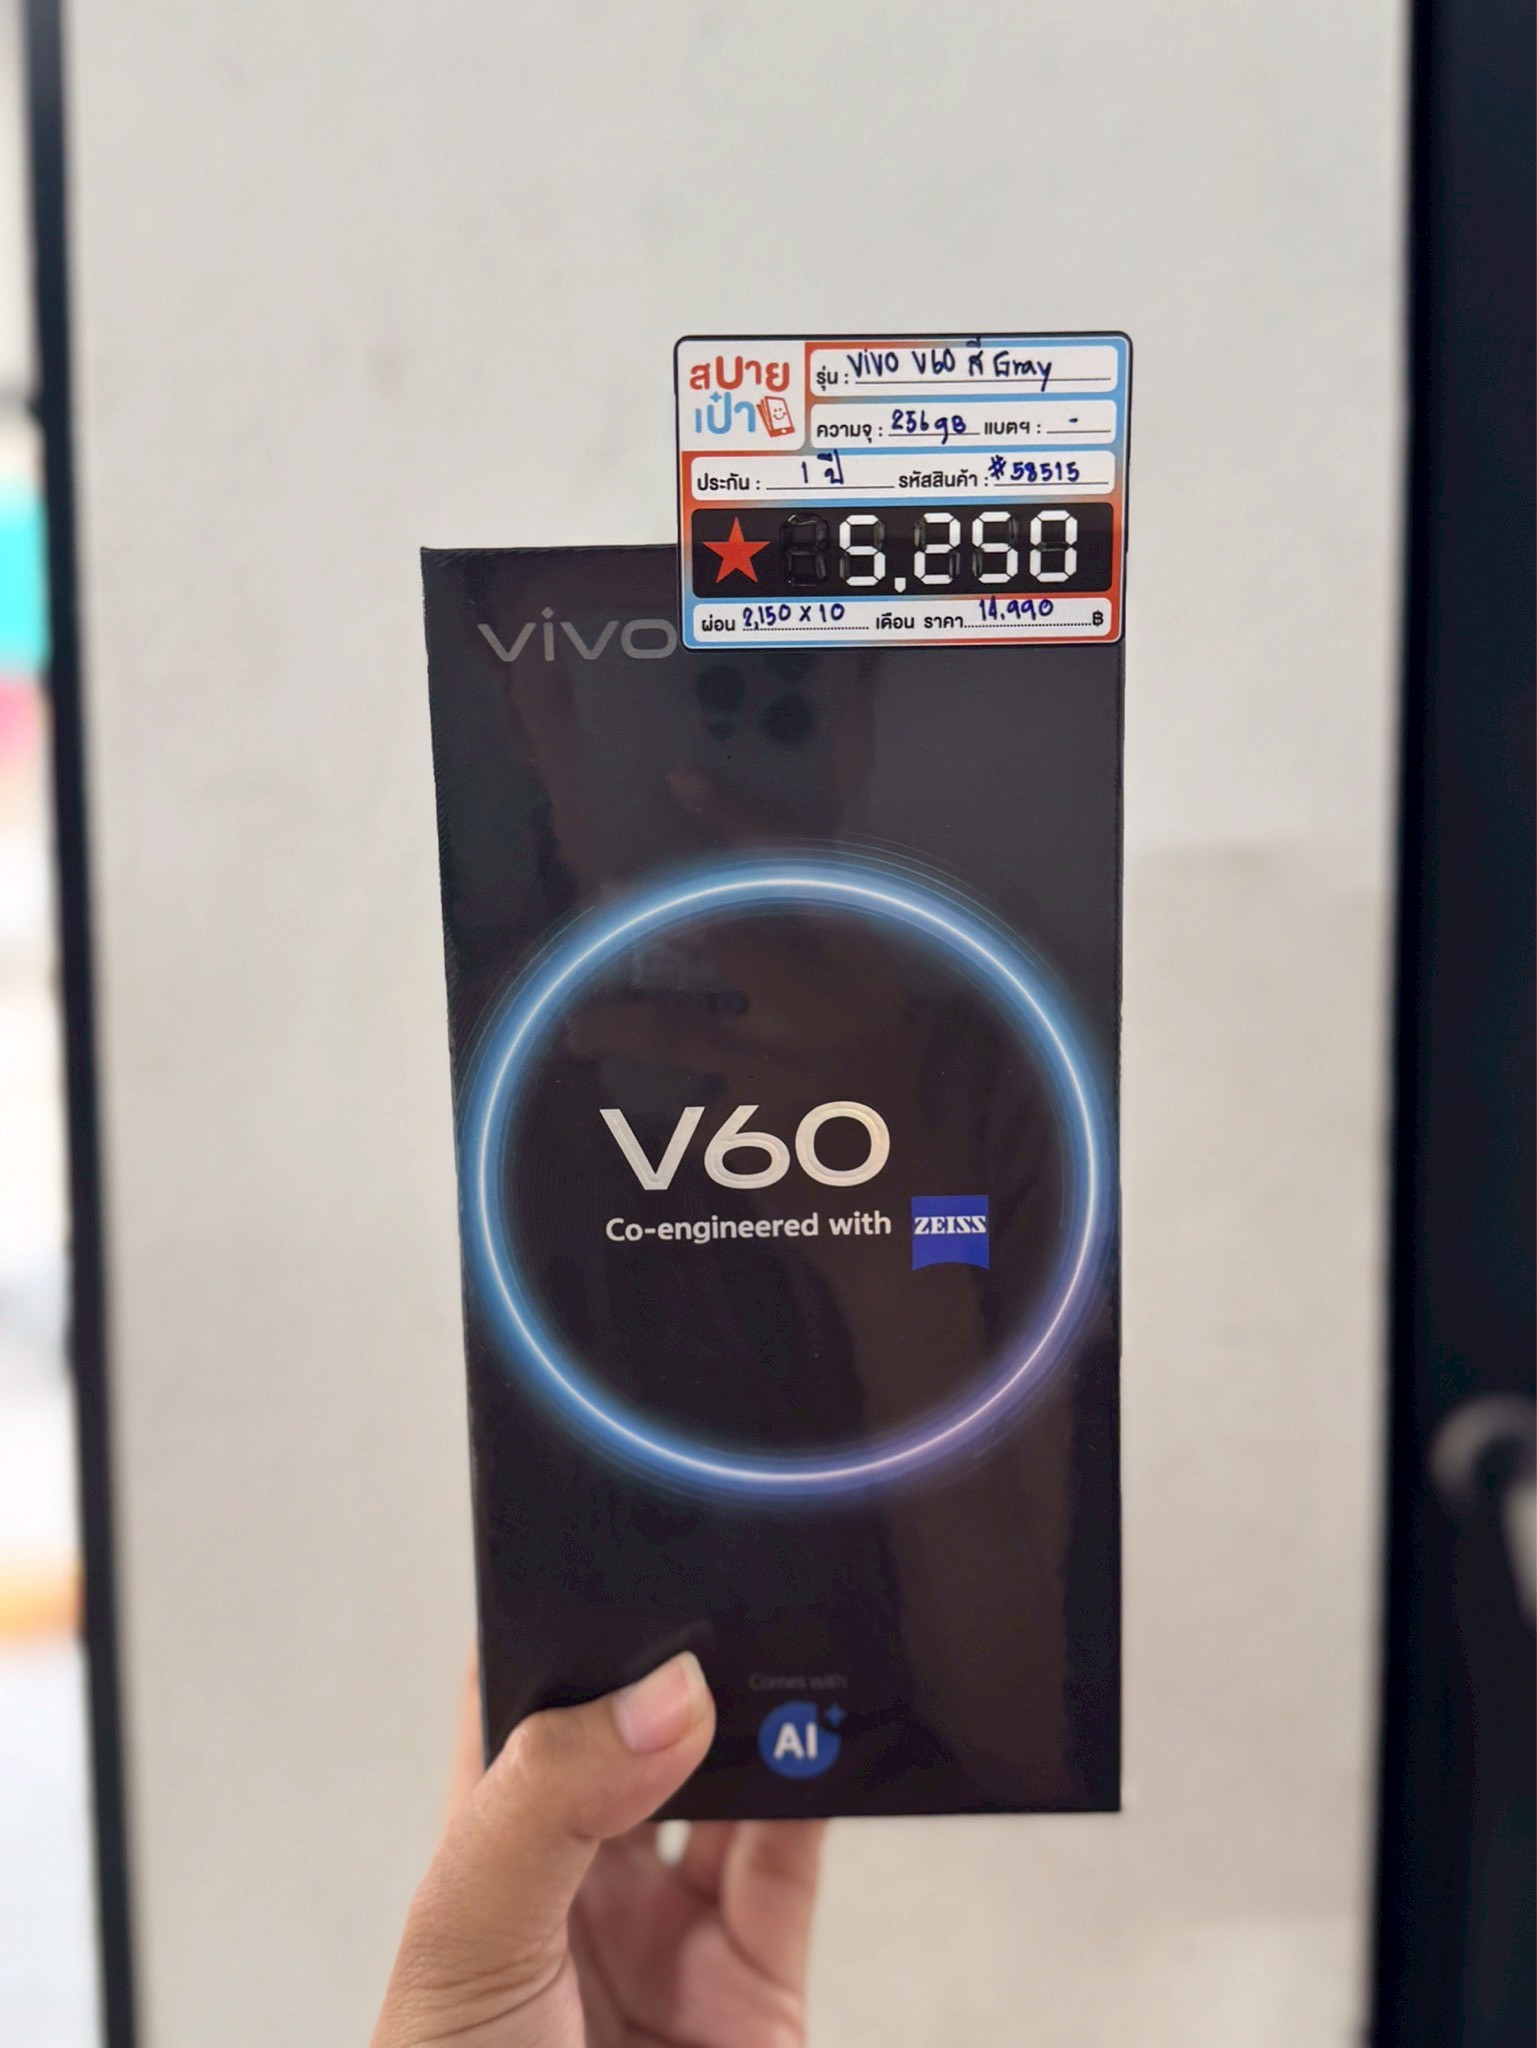 สบาย
เป๋า
รุ่น : vivo V60 สี Gray
ความจุ : 256gB แบตฯ : -
ประกัน : 1 ปี รหัสสินค้า : #58515
5,250
ผ่อน 2,150 x 10 เดือน ราคา 14,990 ฿
vivo
V60
Co-engineered with ZEISS
Comes with
AI